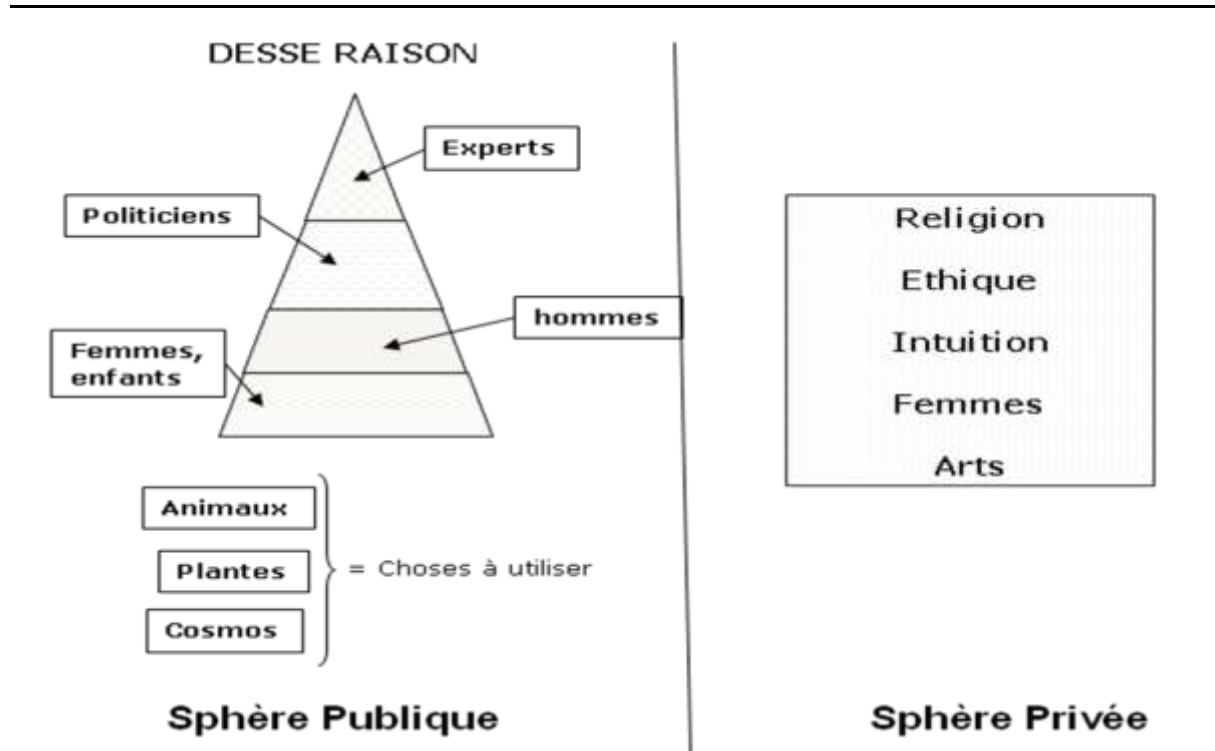 DESSE RAISON
Experts
Politiciens
hommes
Femmes,
enfants
Animaux
Plantes
Cosmos
= Choses à utiliser
Sphère Publique
Religion
Ethique
Intuition
Femmes
Arts
Sphère Privée